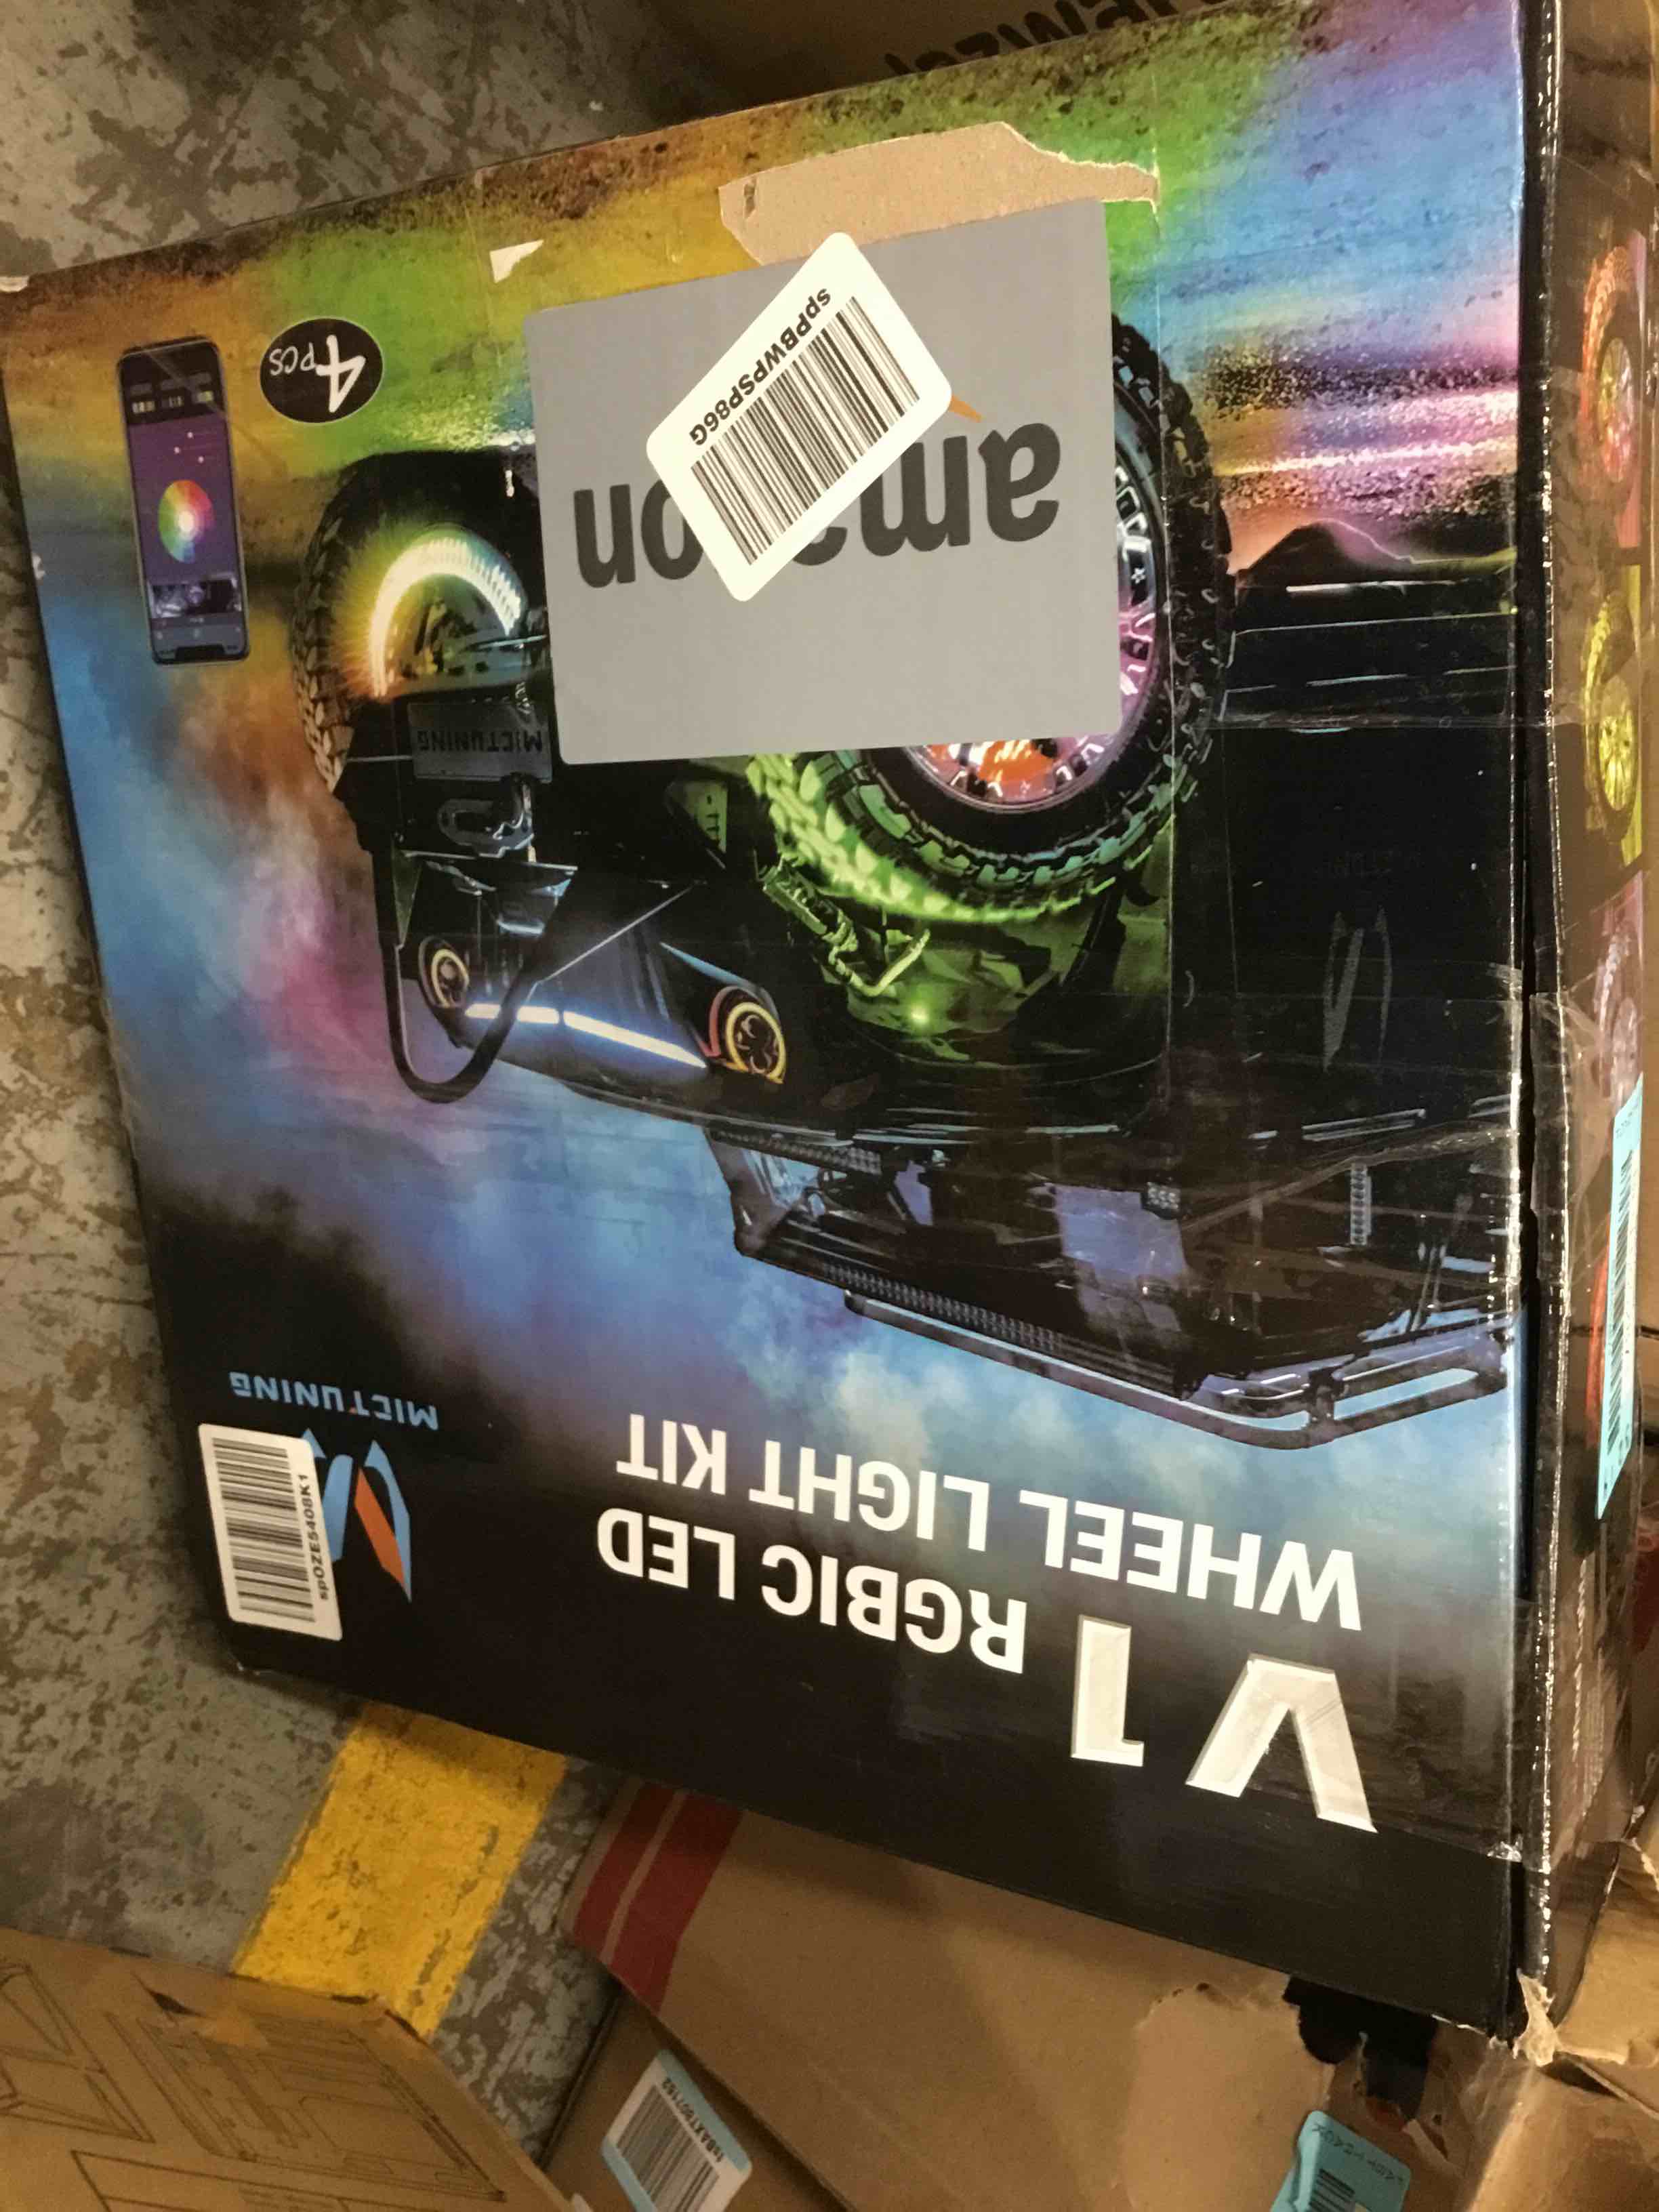 V1 RGBIC LED
WHEEL LIGHT KIT
MICTUNING
spOZE5408K1
MICTUNING
amazon
spPBWPSP86G
4 PCS